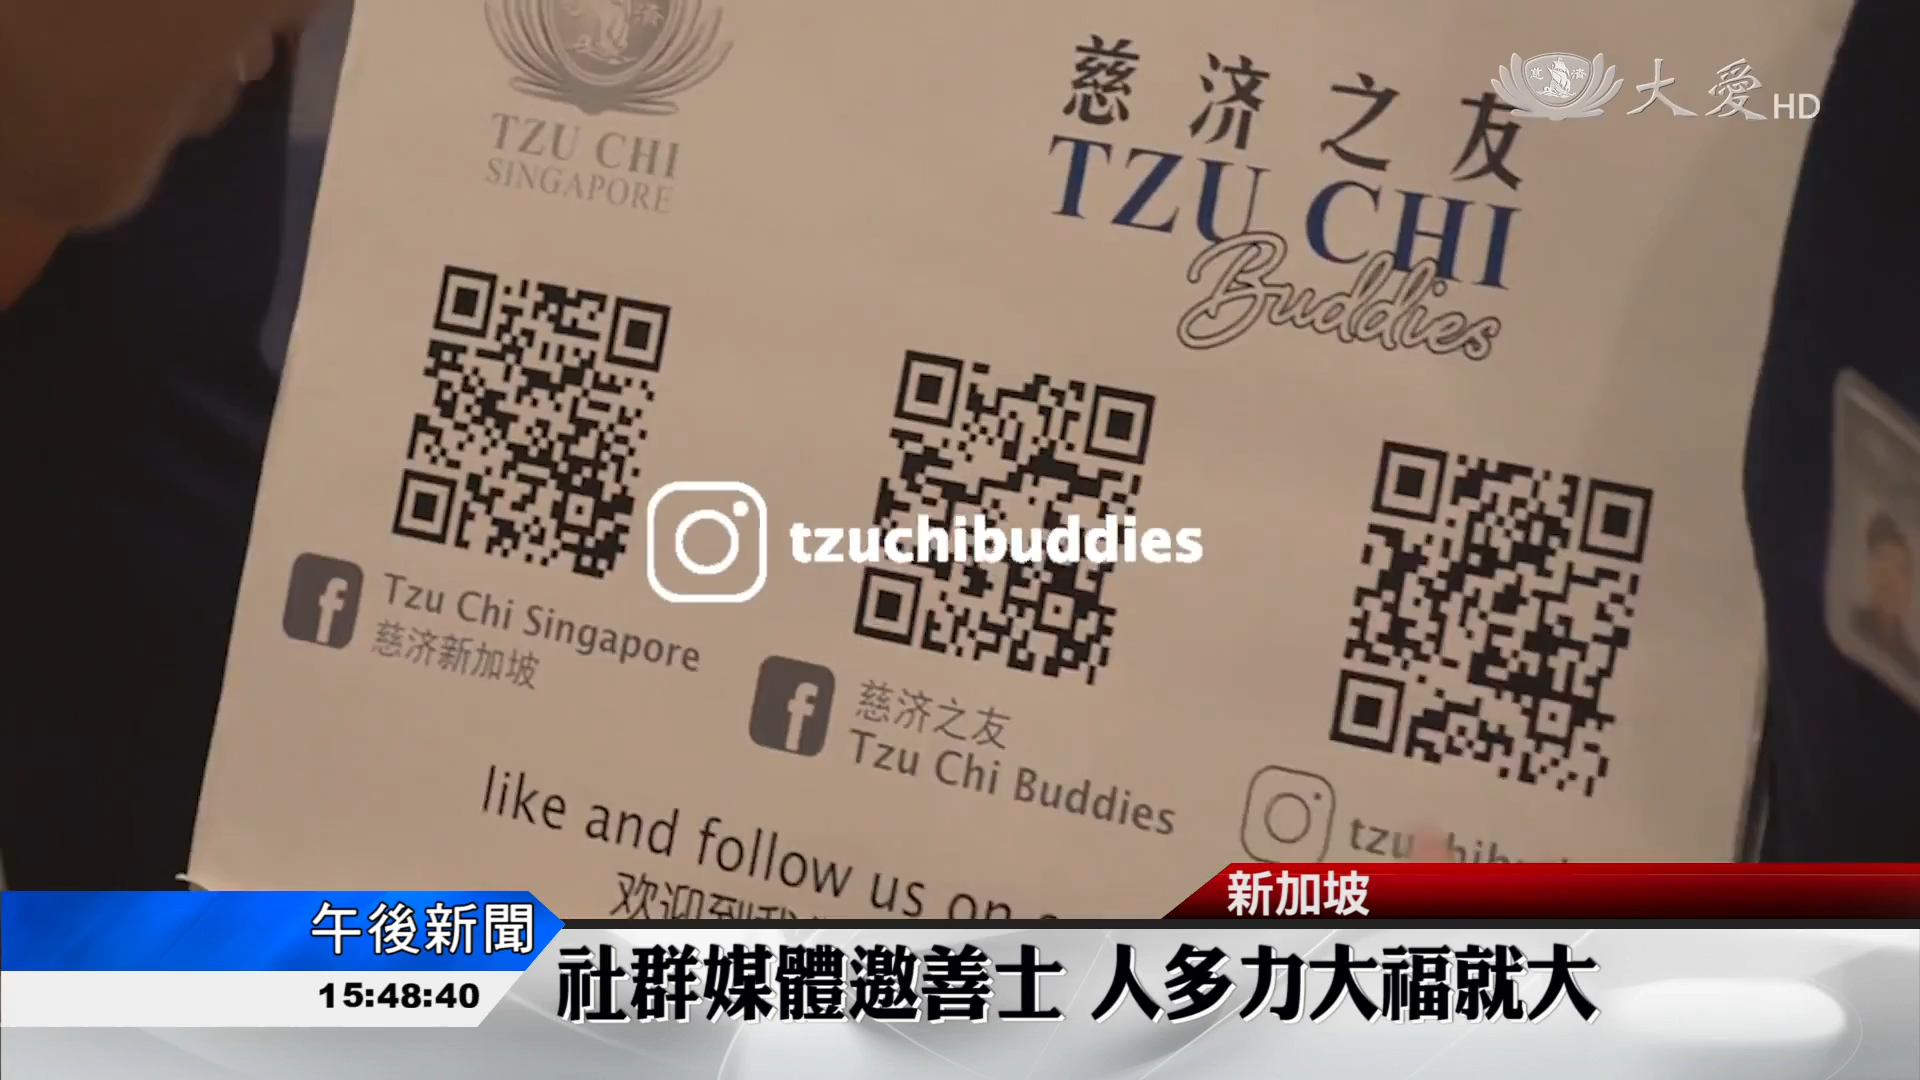 TZU CHI
SINGAPORE
慈济之友
TZU CHI
Buddies
大愛HD
tzuchibuddies
Tzu Chi Singapore
慈济新加坡
慈济之友
Tzu Chi Buddies
like and follow us on
欢迎到
新加坡
午後新聞
15:48:40
社群媒體邀善士 人多力大福就大